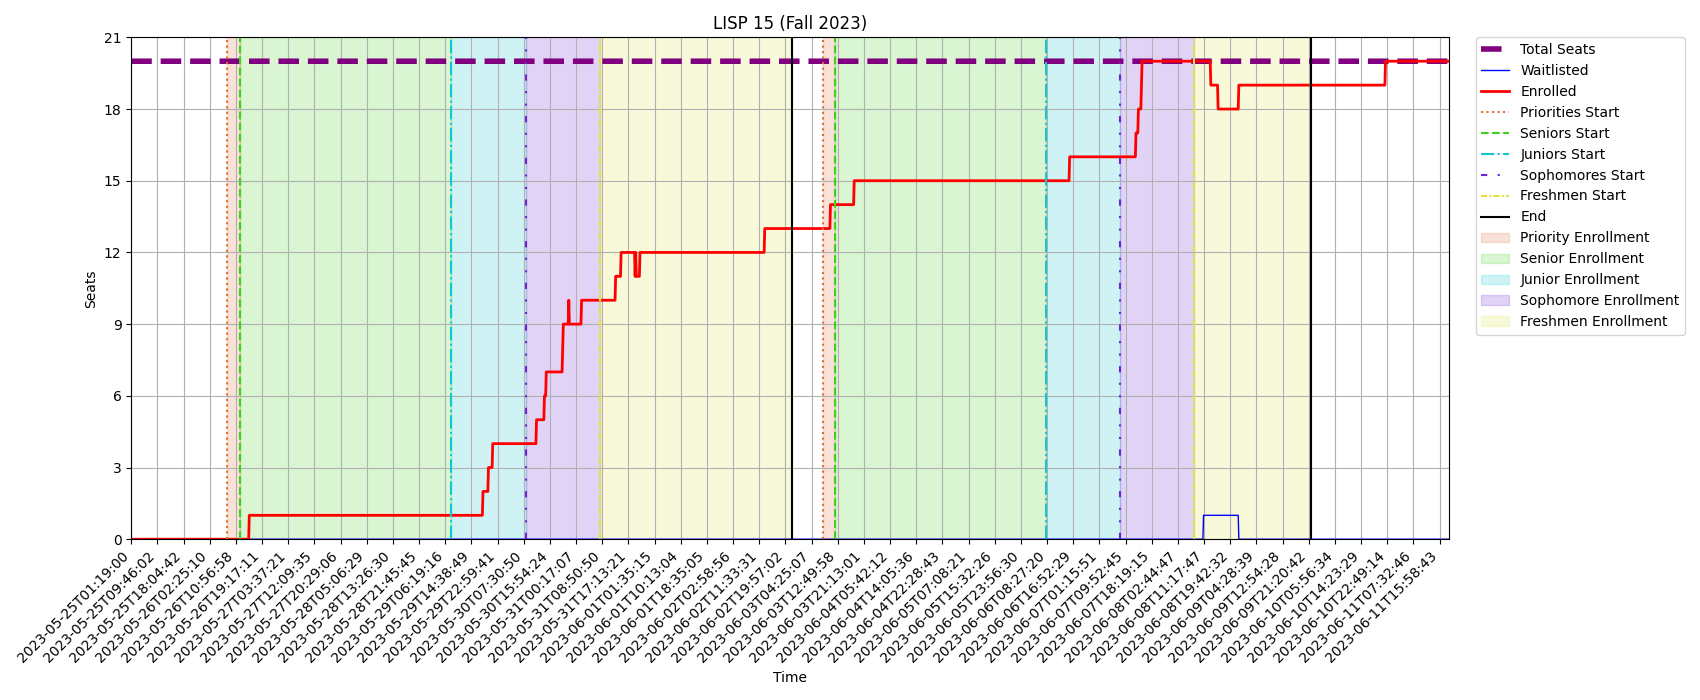 LISP 15 (Fall 2023)
21
18
15
12
9
6
3
0
Seats
2023-05-25T01:19:00
2023-05-25T09:46:02
2023-05-25T18:04:42
2023-05-26T02:25:10
2023-05-26T10:56:58
2023-05-26T19:17:11
2023-05-27T03:37:21
2023-05-27T12:09:35
2023-05-27T20:29:06
2023-05-28T05:06:29
2023-05-28T13:26:30
2023-05-28T21:45:45
2023-05-29T06:19:16
2023-05-29T14:38:49
2023-05-29T22:59:41
2023-05-30T07:30:50
2023-05-30T15:54:24
2023-05-31T00:17:07
2023-05-31T08:50:50
2023-05-31T17:13:21
2023-06-01T01:35:15
2023-06-01T10:13:04
2023-06-01T18:35:05
2023-06-02T02:58:56
2023-06-02T11:33:31
2023-06-02T19:57:02
2023-06-03T04:25:07
2023-06-03T12:49:58
2023-06-03T21:13:01
2023-06-04T05:42:12
2023-06-04T14:05:36
2023-06-04T22:28:43
2023-06-05T07:08:21
2023-06-05T15:32:26
2023-06-05T23:56:30
2023-06-06T08:27:20
2023-06-06T16:52:29
2023-06-07T01:15:51
2023-06-07T09:52:45
2023-06-07T18:19:15
2023-06-08T02:44:47
2023-06-08T11:17:47
2023-06-08T19:42:32
2023-06-09T04:28:39
2023-06-09T12:54:28
2023-06-09T21:20:42
2023-06-10T05:56:34
2023-06-10T14:23:29
2023-06-10T22:49:14
2023-06-11T07:32:46
2023-06-11T15:58:43
Time
Total Seats
Waitlisted
Enrolled
Priorities Start
Seniors Start
Juniors Start
Sophomores Start
Freshmen Start
End
Priority Enrollment
Senior Enrollment
Junior Enrollment
Sophomore Enrollment
Freshmen Enrollment